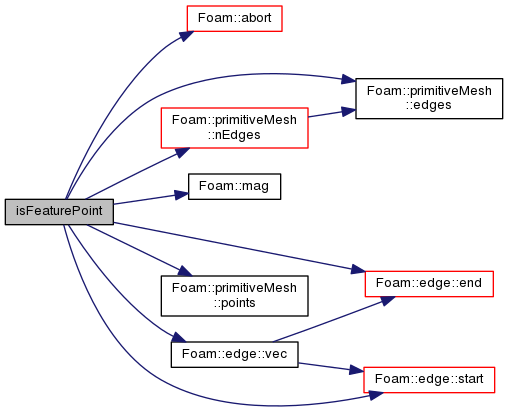 Foam::abort
Foam::primitiveMesh
::edges
Foam::primitiveMesh
::nEdges
Foam::mag
isFeaturePoint
Foam::edge::end
Foam::primitiveMesh
::points
Foam::edge::vec
Foam::edge::start